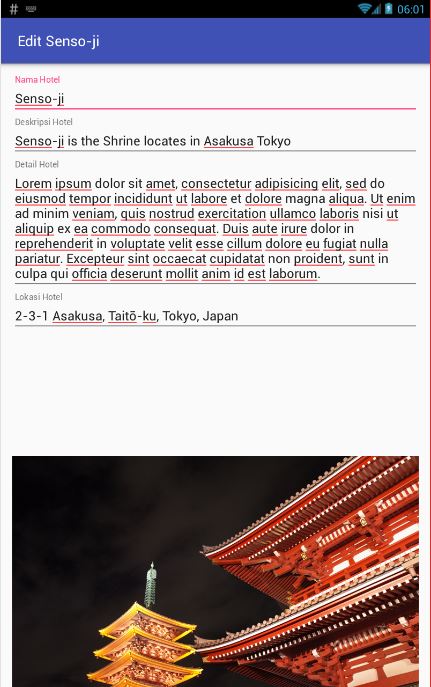 06:01
Edit Senso-ji
Nama Hotel
Senso-ji
Deskripsi Hotel
Senso-ji is the Shrine locates in Asakusa Tokyo
Detail Hotel
Lorem ipsum dolor sit amet, consectetur adipisicing elit, sed do
eiusmod tempor incididunt ut labore et dolore magna aliqua. Ut enim
ad minim veniam, quis nostrud exercitation ullamco laboris nisi ut
aliquip ex ea commodo consequat. Duis aute irure dolor in
reprehenderit in voluptate velit esse cillum dolore eu fugiat nulla
pariatur. Excepteur sint occaecat cupidatat non proident, sunt in
culpa qui officia deserunt mollit anim id est laborum.
Lokasi Hotel
2-3-1 Asakusa, Taitō-ku, Tokyo, Japan